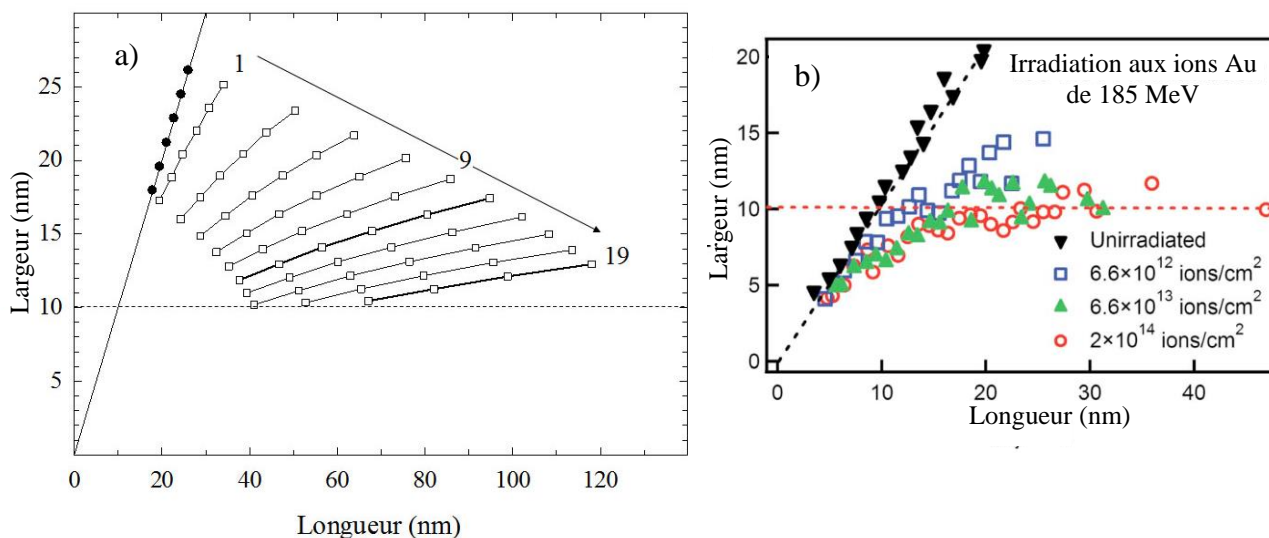 a)
1
9
19
25
20
15
10
5
0
20
40
60
80
100
120
Largeur (nm)
Longueur (nm)
b)
Irradiation aux ions Au
de 185 MeV
20
15
10
5
0
0
10
20
40
Largeur (nm)
Longueur (nm)
Unirradiated
6.6×10¹² ions/cm²
6.6×10¹³ ions/cm²
2×10¹⁴ ions/cm²